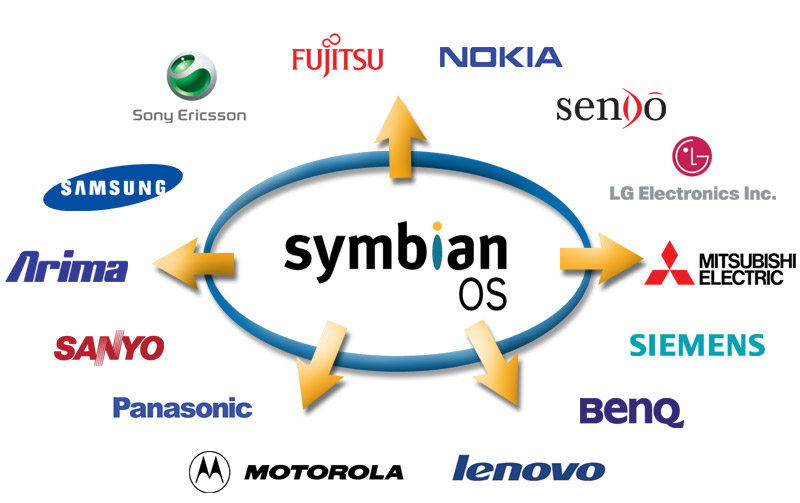 FUJITSU
NOKIA
Sony Ericsson
sendo
SAMSUNG
LG
LG Electronics Inc.
symbian
OS
Arima
MITSUBISHI
ELECTRIC
SANYO
SIEMENS
Panasonic
BenQ
MOTOROLA
lenovo